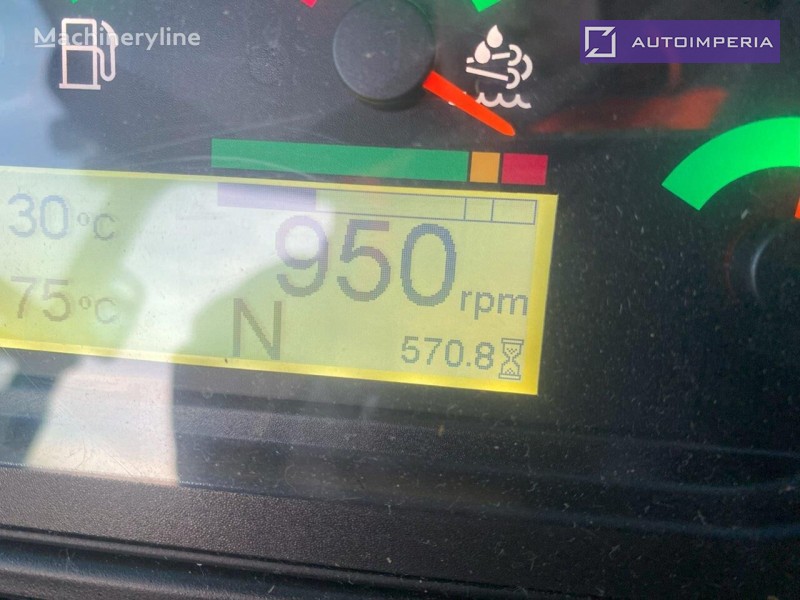 Machineryline
AUTOIMPERIA
30°C
950 rpm
75°C
N
570.8